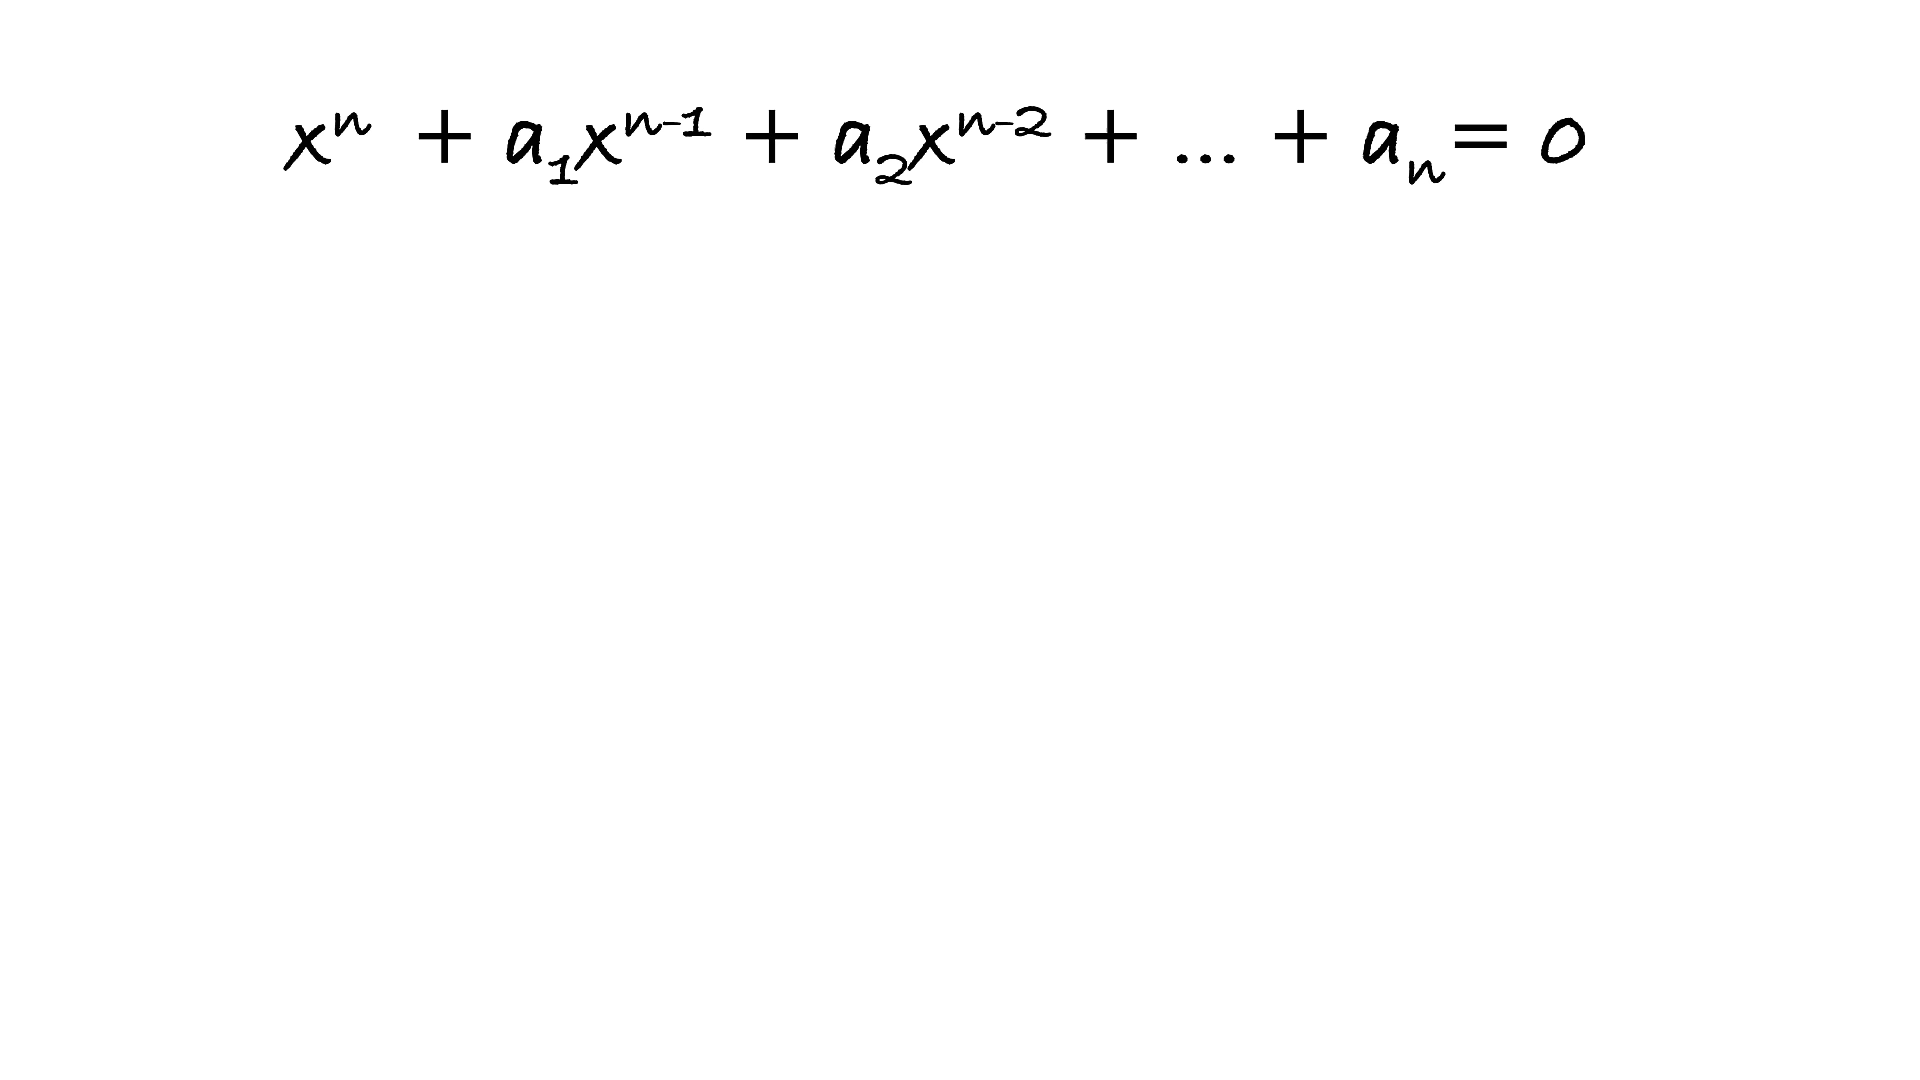 xⁿ + a₁xⁿ⁻¹ + a₂xⁿ⁻² + ... + aₙ = 0